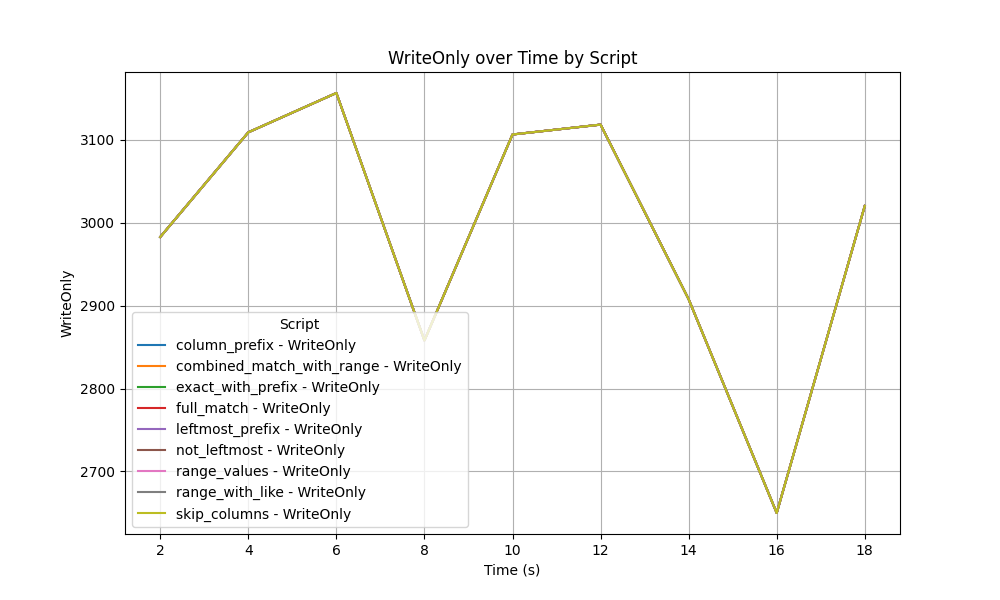 WriteOnly over Time by Script
WriteOnly
3100
3000
2900
2800
2700
Script
column_prefix - WriteOnly
combined_match_with_range - WriteOnly
exact_with_prefix - WriteOnly
full_match - WriteOnly
leftmost_prefix - WriteOnly
not_leftmost - WriteOnly
range_values - WriteOnly
range_with_like - WriteOnly
skip_columns - WriteOnly
2 4 6 8 10 12 14 16 18
Time (s)